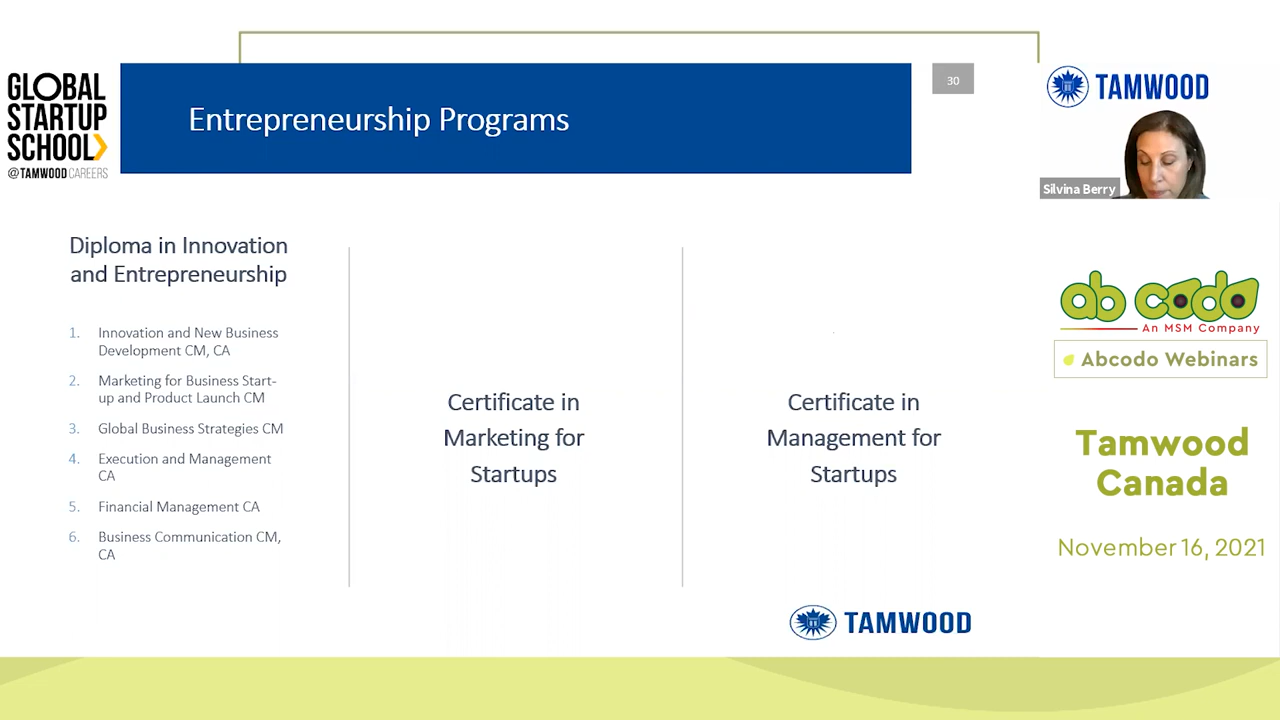 GLOBAL
STARTUP
SCHOOL
@TAMWOOD CAREERS
Entrepreneurship Programs
30
TAMWOOD
Silvina Berry
Diploma in Innovation
and Entrepreneurship
1. Innovation and New Business
Development CM, CA
2. Marketing for Business Start-
up and Product Launch CM
3. Global Business Strategies CM
4. Execution and Management
CA
5. Financial Management CA
6. Business Communication CM,
CA
Certificate in
Marketing for
Startups
Certificate in
Management for
Startups
TAMWOOD
abcodo
An MSM Company
Abcodo Webinars
Tamwood
Canada
November 16, 2021